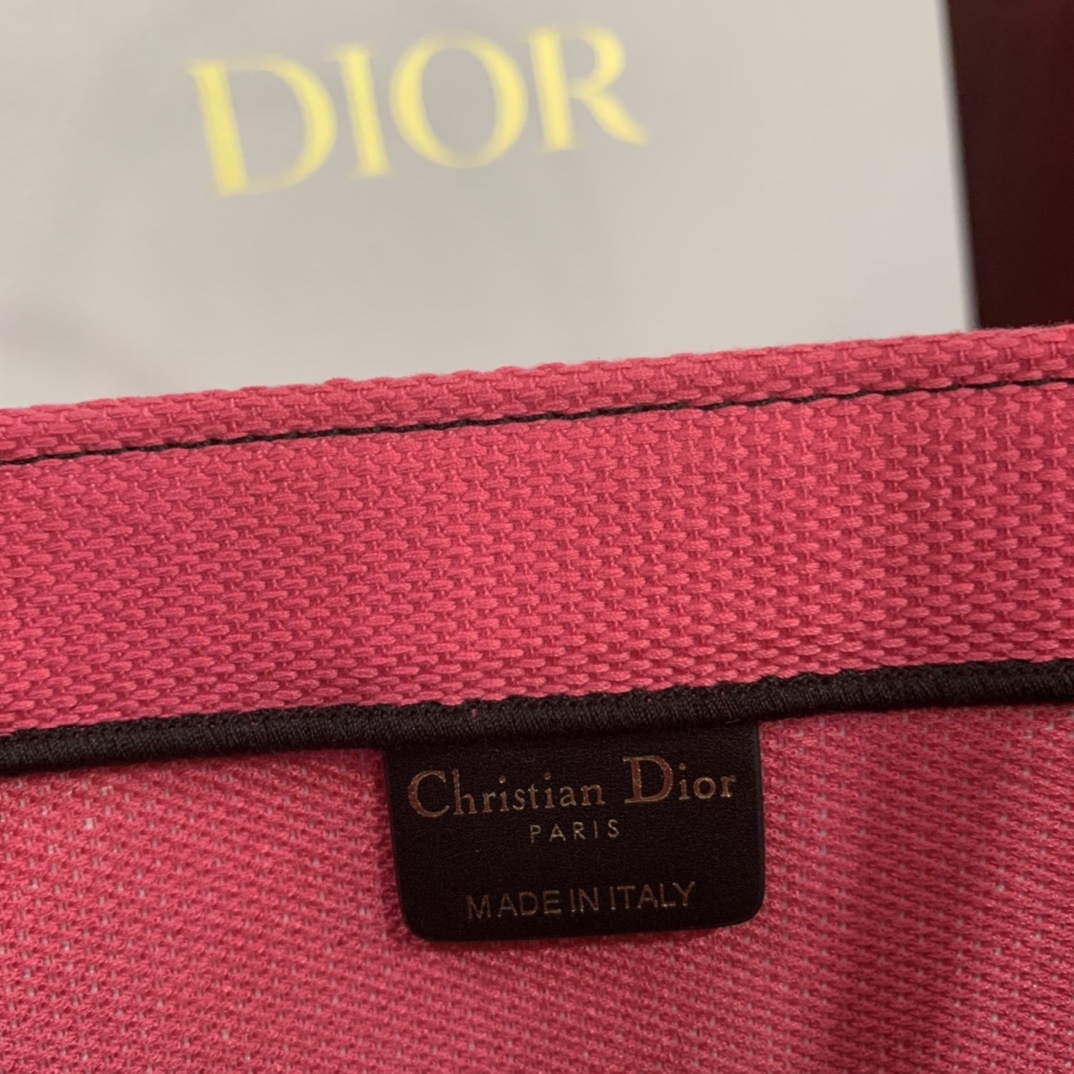 DIOR
Christian Dior
PARIS
MADE IN ITALY